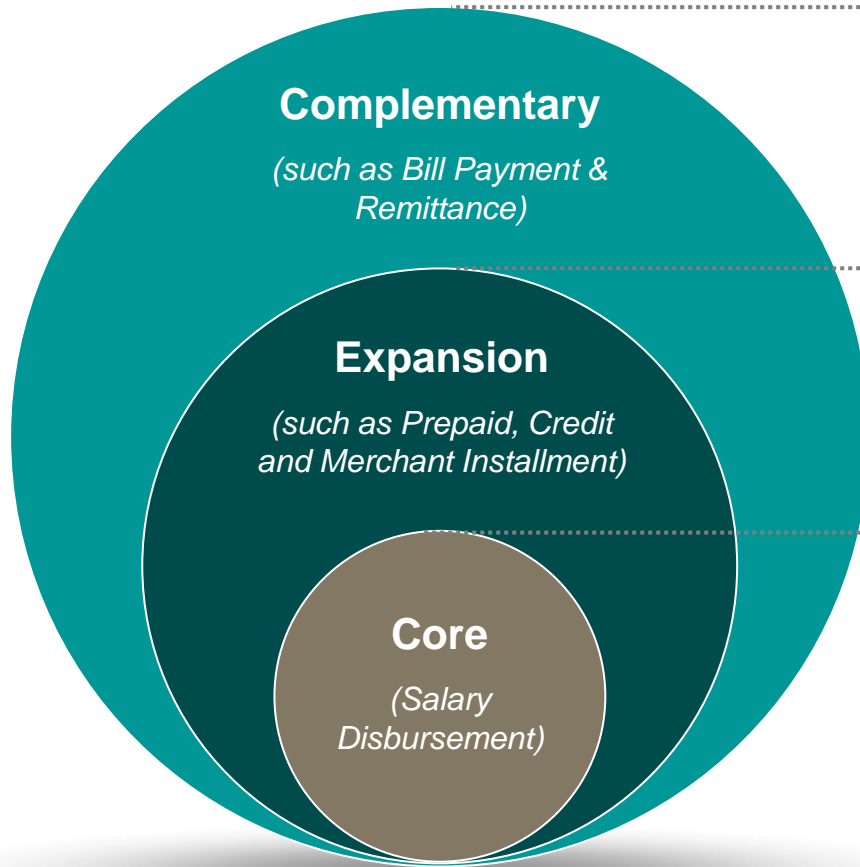 Complementary
(such as Bill Payment &
Remittance)
Expansion
(such as Prepaid, Credit
and Merchant Installment)
Core
(Salary
Disbursement)